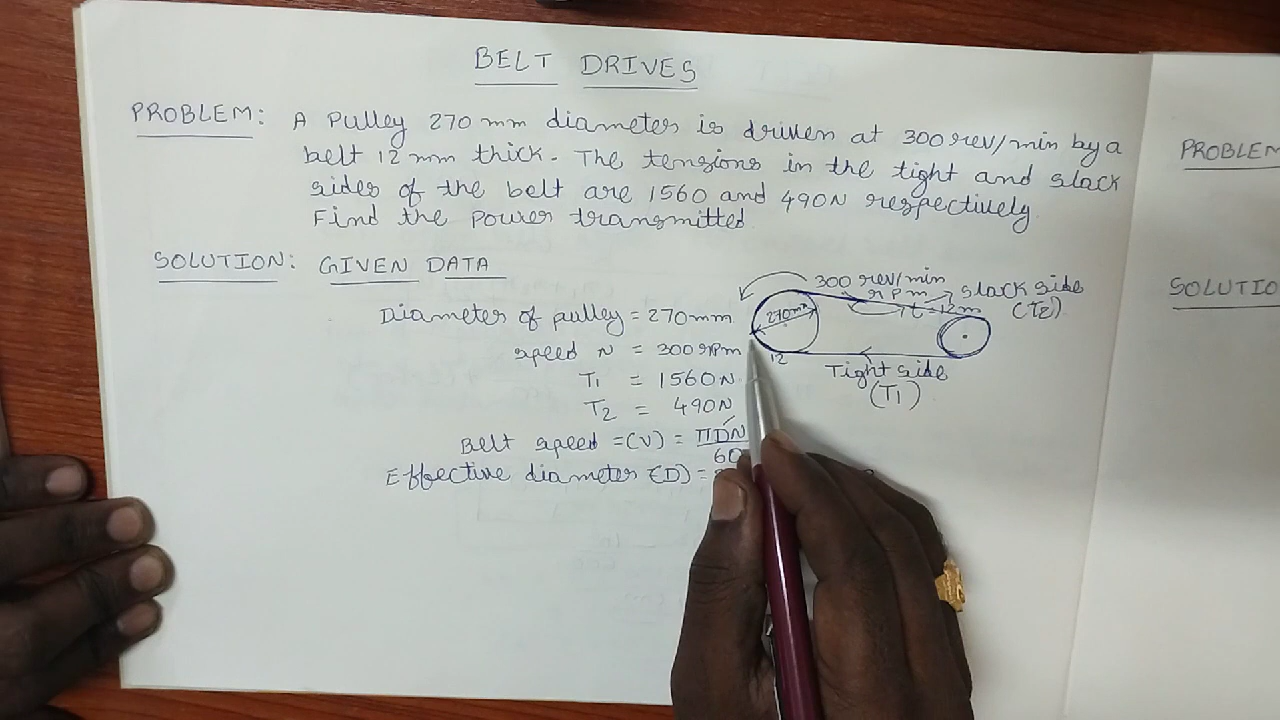 BELT DRIVES
PROBLEM: A Pulley 270 mm diameter is driven at 300 rev/min by a
belt 12 mm thick. The tensions in the tight and slack
sides of the belt are 1560 and 490N respectively.
Find the power transmitted
SOLUTION: GIVEN DATA
Diameter of pulley = 270mm
speed N = 300rpm
T1 = 1560N
T2 = 490N
Belt speed =(V) = πDN
60
Effective diameter (D) =
300 rev/min
rpm
slack side
(T2)
t = 12m
270mm
12
Tight side
(T1)
PROBLEM
SOLUTIO